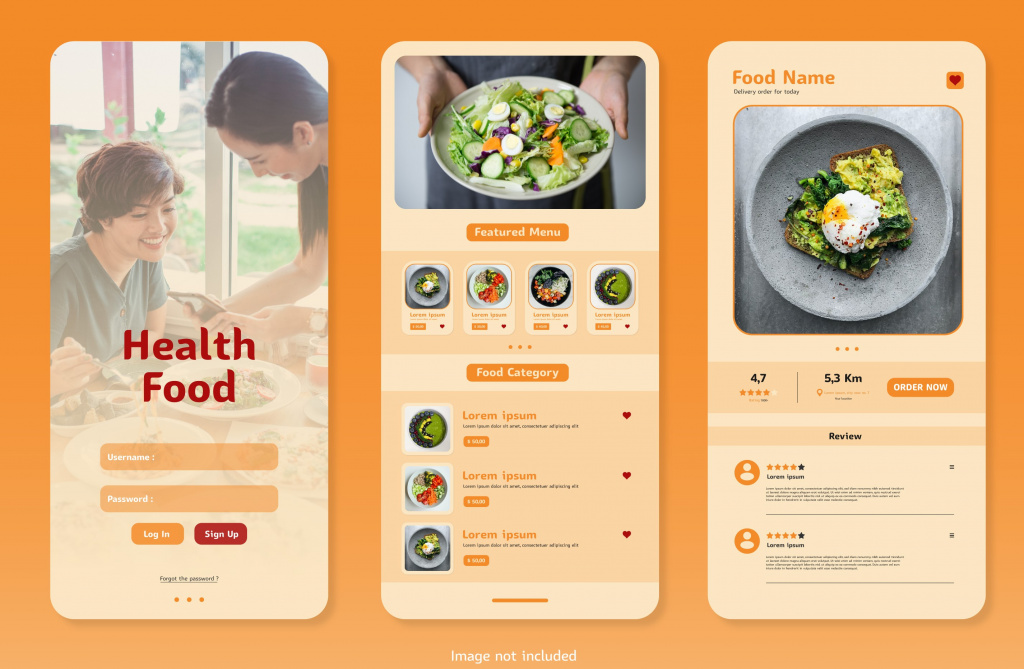 Health
Food
Username :
Password :
Log In
Sign Up
Forgot the password ?
Featured Menu
Lorem ipsum
Lorem ipsum
Lorem ipsum
Lorem ipsum
Food Category
Lorem ipsum
Lorem ipsum dolor sit amet, consectetuer adipiscing elit
$ 50,00
Lorem ipsum
Lorem ipsum dolor sit amet, consectetuer adipiscing elit
$ 50,00
Lorem ipsum
Lorem ipsum dolor sit amet, consectetuer adipiscing elit
$ 50,00
Food Name
Delivery order for today
4,7
5,3 Km
ORDER NOW
Review
Lorem ipsum
Lorem ipsum
Image not included